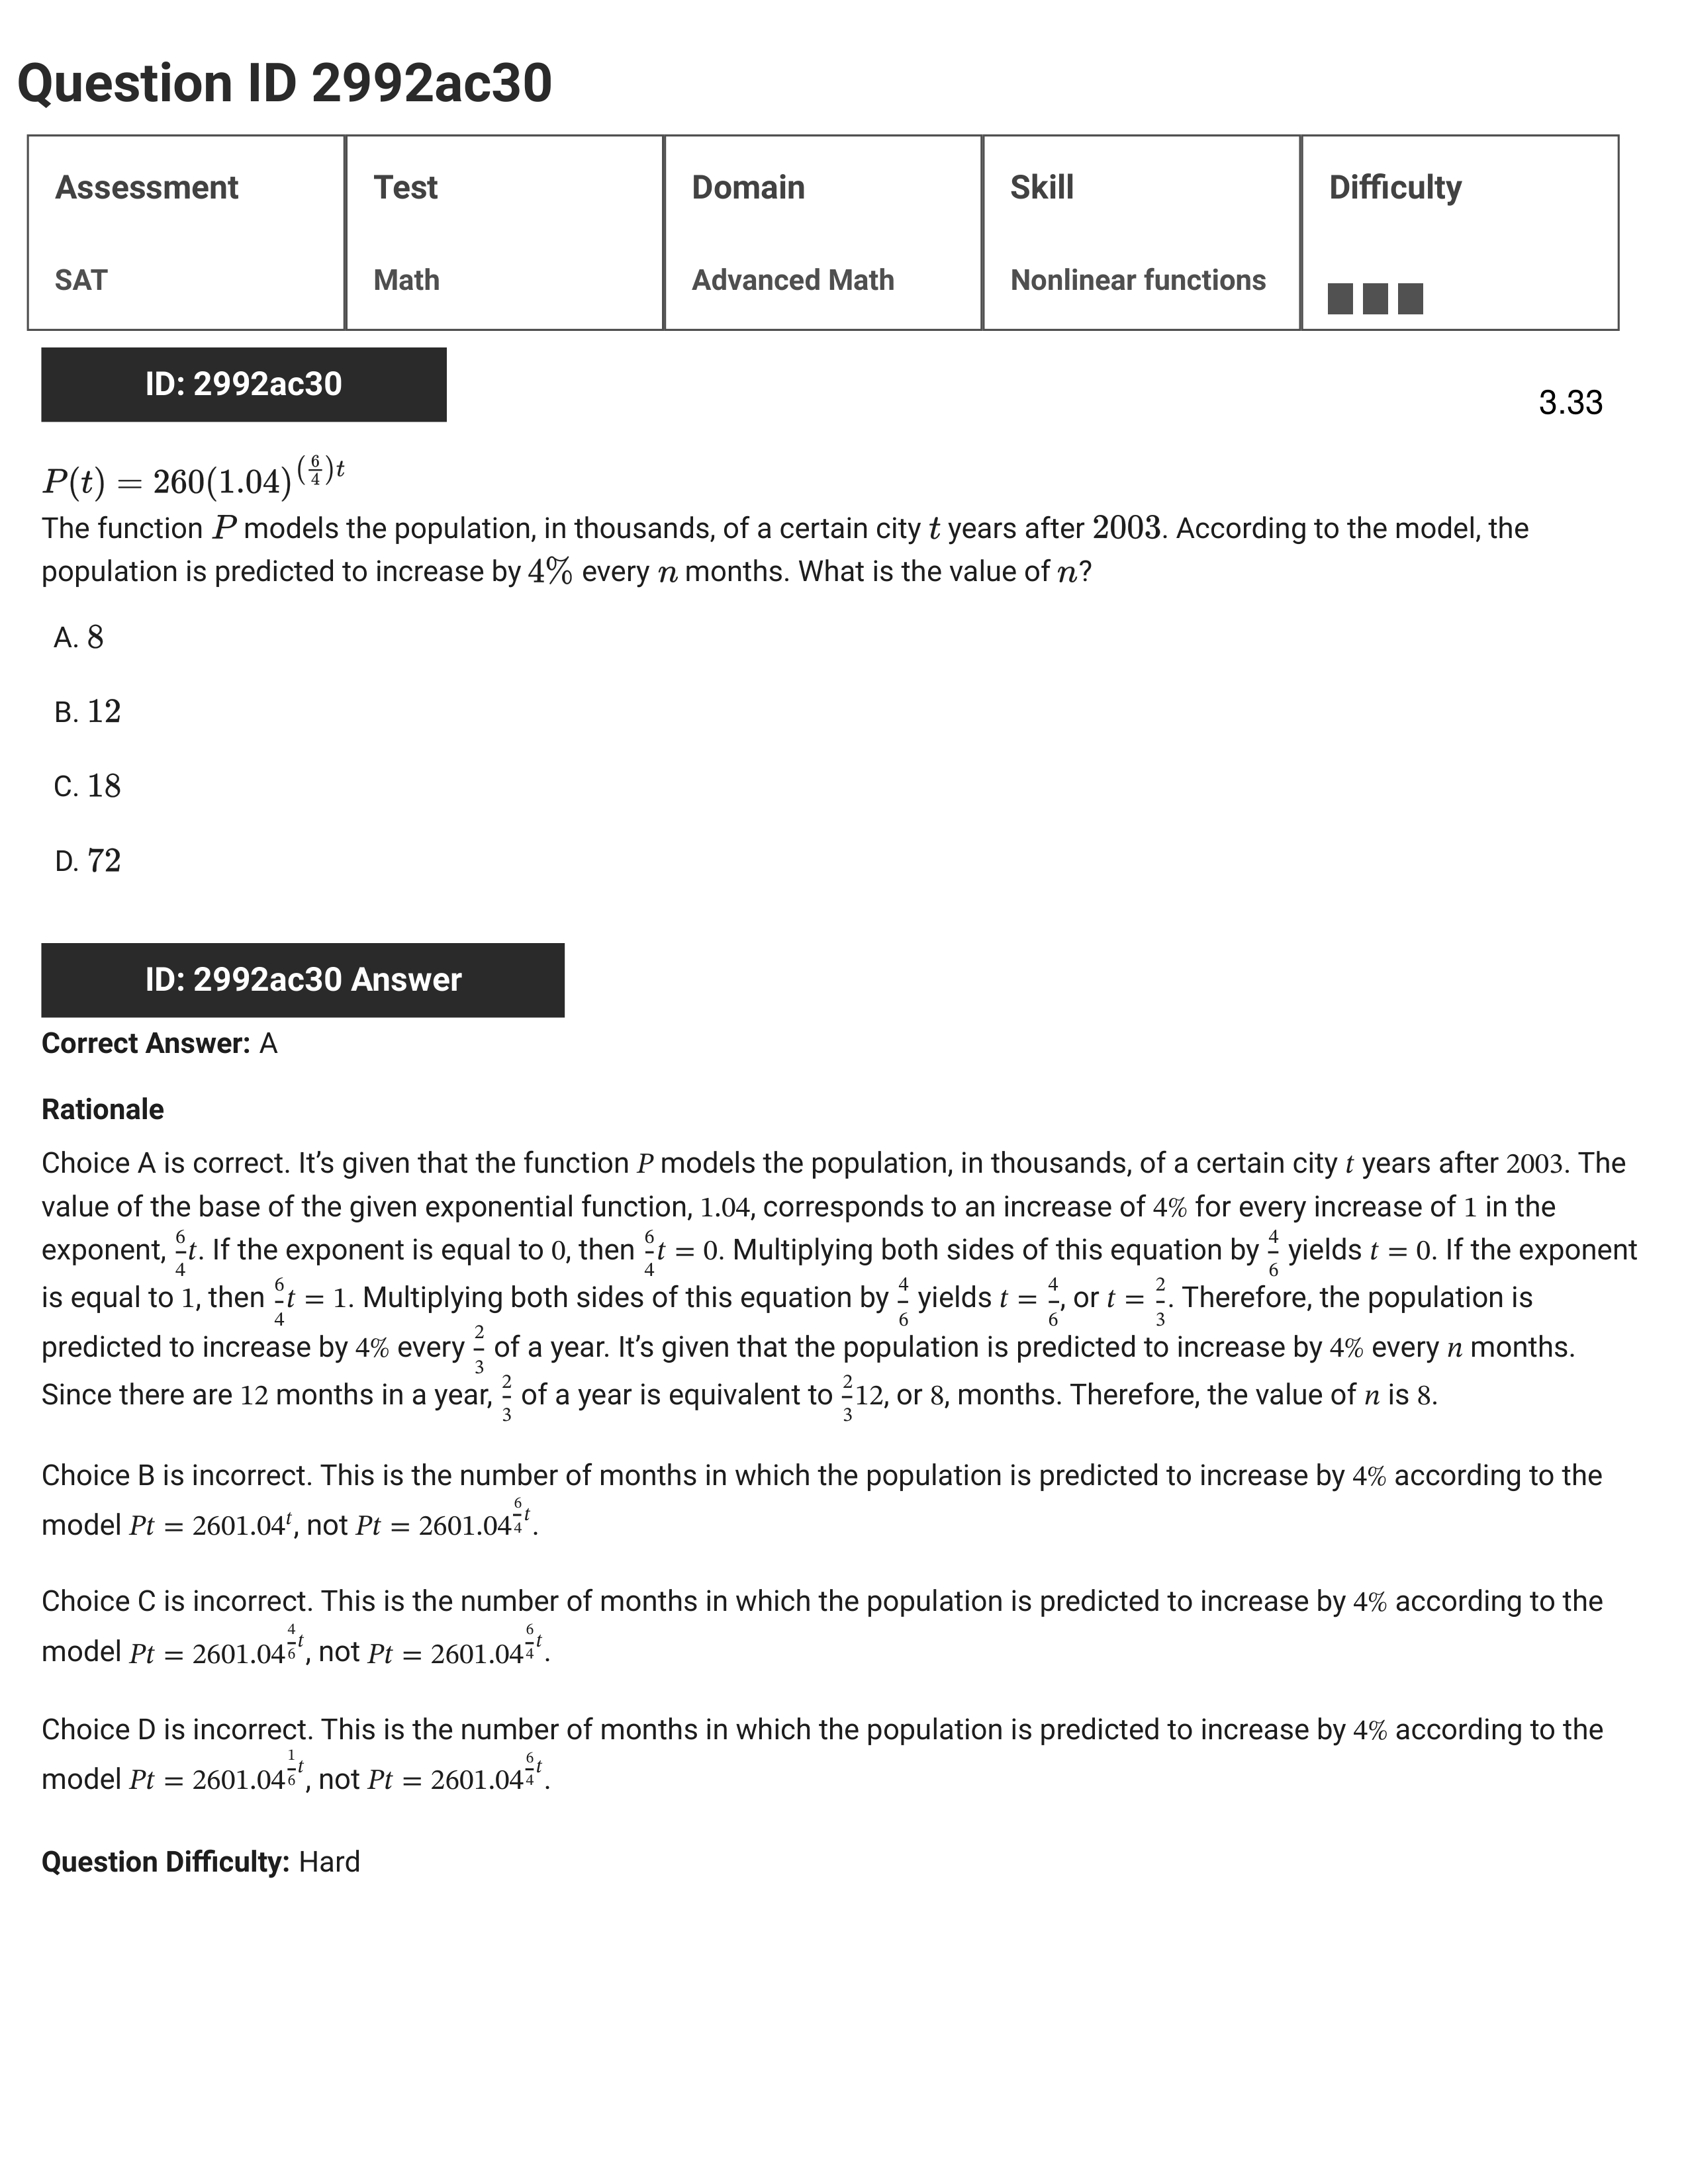 Question ID 2992ac30
Assessment
Test
Domain
Skill
Difficulty
SAT
Math
Advanced Math
Nonlinear functions
ID: 2992ac30
3.33
P(t) = 260(1.04)^((6/4)t)
The function P models the population, in thousands, of a certain city t years after 2003. According to the model, the
population is predicted to increase by 4% every n months. What is the value of n?
A. 8
B. 12
C. 18
D. 72
ID: 2992ac30 Answer
Correct Answer: A
Rationale
Choice A is correct. It’s given that the function P models the population, in thousands, of a certain city t years after 2003. The
value of the base of the given exponential function, 1.04, corresponds to an increase of 4% for every increase of 1 in the
exponent, 6/4 t. If the exponent is equal to 0, then 6/4 t = 0. Multiplying both sides of this equation by 4/6 yields t = 0. If the exponent
is equal to 1, then 6/4 t = 1. Multiplying both sides of this equation by 4/6 yields t = 4/6, or t = 2/3. Therefore, the population is
predicted to increase by 4% every 2/3 of a year. It’s given that the population is predicted to increase by 4% every n months.
Since there are 12 months in a year, 2/3 of a year is equivalent to 2/3 12, or 8, months. Therefore, the value of n is 8.
Choice B is incorrect. This is the number of months in which the population is predicted to increase by 4% according to the
model Pt = 2601.04^t, not Pt = 2601.04^(6/4 t).
Choice C is incorrect. This is the number of months in which the population is predicted to increase by 4% according to the
model Pt = 2601.04^(4/6 t), not Pt = 2601.04^(6/4 t).
Choice D is incorrect. This is the number of months in which the population is predicted to increase by 4% according to the
model Pt = 2601.04^(1/6 t), not Pt = 2601.04^(6/4 t).
Question Difficulty: Hard